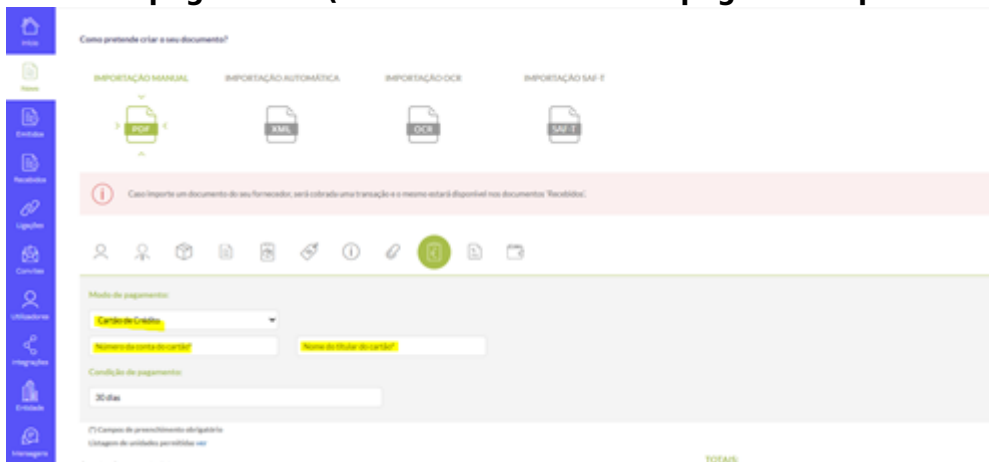 Início
Como pretende criar o seu documento?
Novo
IMPORTAÇÃO MANUAL IMPORTAÇÃO AUTOMÁTICA IMPORTAÇÃO OCR IMPORTAÇÃO SAF-T
PDF XML OCR SAF-T
Emitidos
Recebidos
Caso importe um documento do seu fornecedor, será cobrada uma transação e o mesmo estará disponível nos documentos 'Recebidos'.
Ligações
Convites
Modo de pagamento:
Utilizadores
Cartão de Crédito
Número da conta do cartão* Nome do titular do cartão*
Integrações
Condição de pagamento:
30 dias
Entidade
(*) Campos de preenchimento obrigatório
Listagem de unidades permitidas ver
Mensagens
TOTAIS: